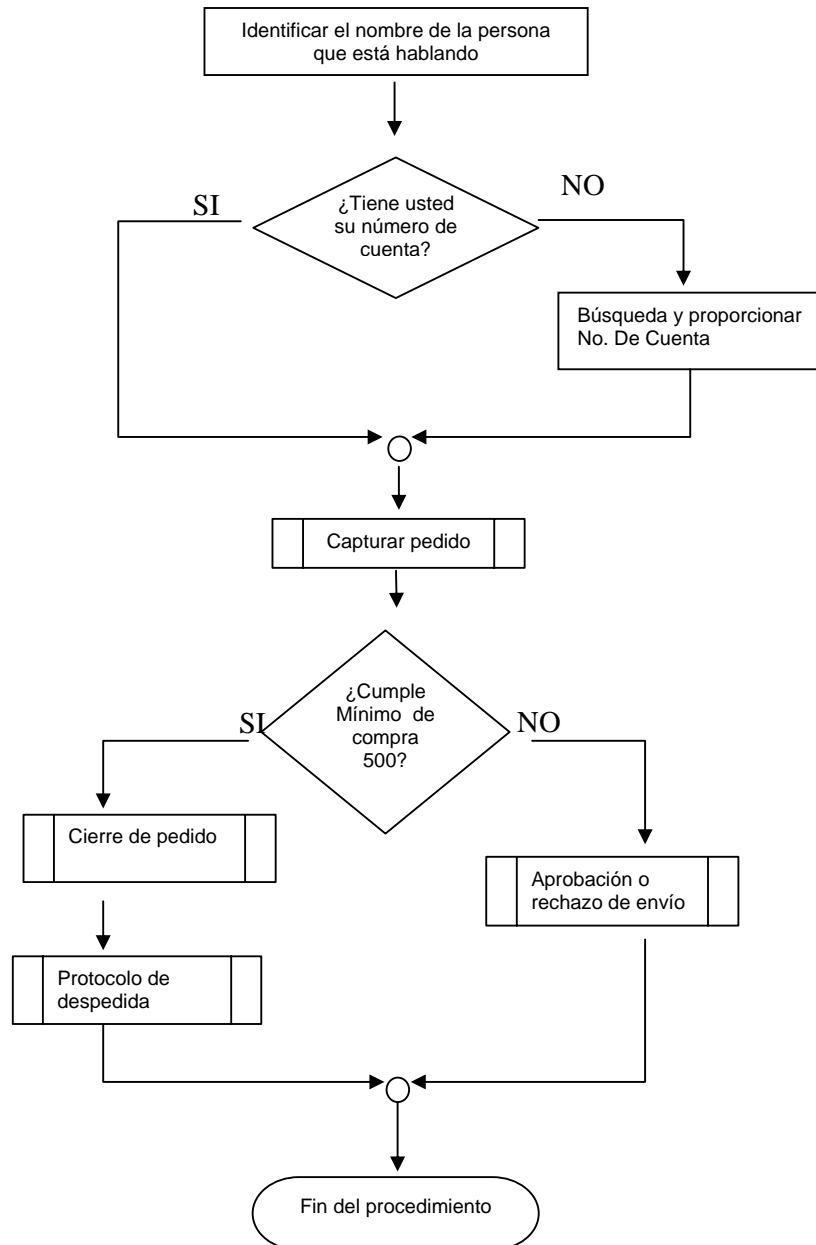 Identificar el nombre de la persona
que está hablando
¿Tiene usted
su número de
cuenta?
SI
NO
Búsqueda y proporcionar
No. De Cuenta
Capturar pedido
¿Cumple
Mínimo de
compra
500?
SI
NO
Cierre de pedido
Aprobación o
rechazo de envío
Protocolo de
despedida
Fin del procedimiento